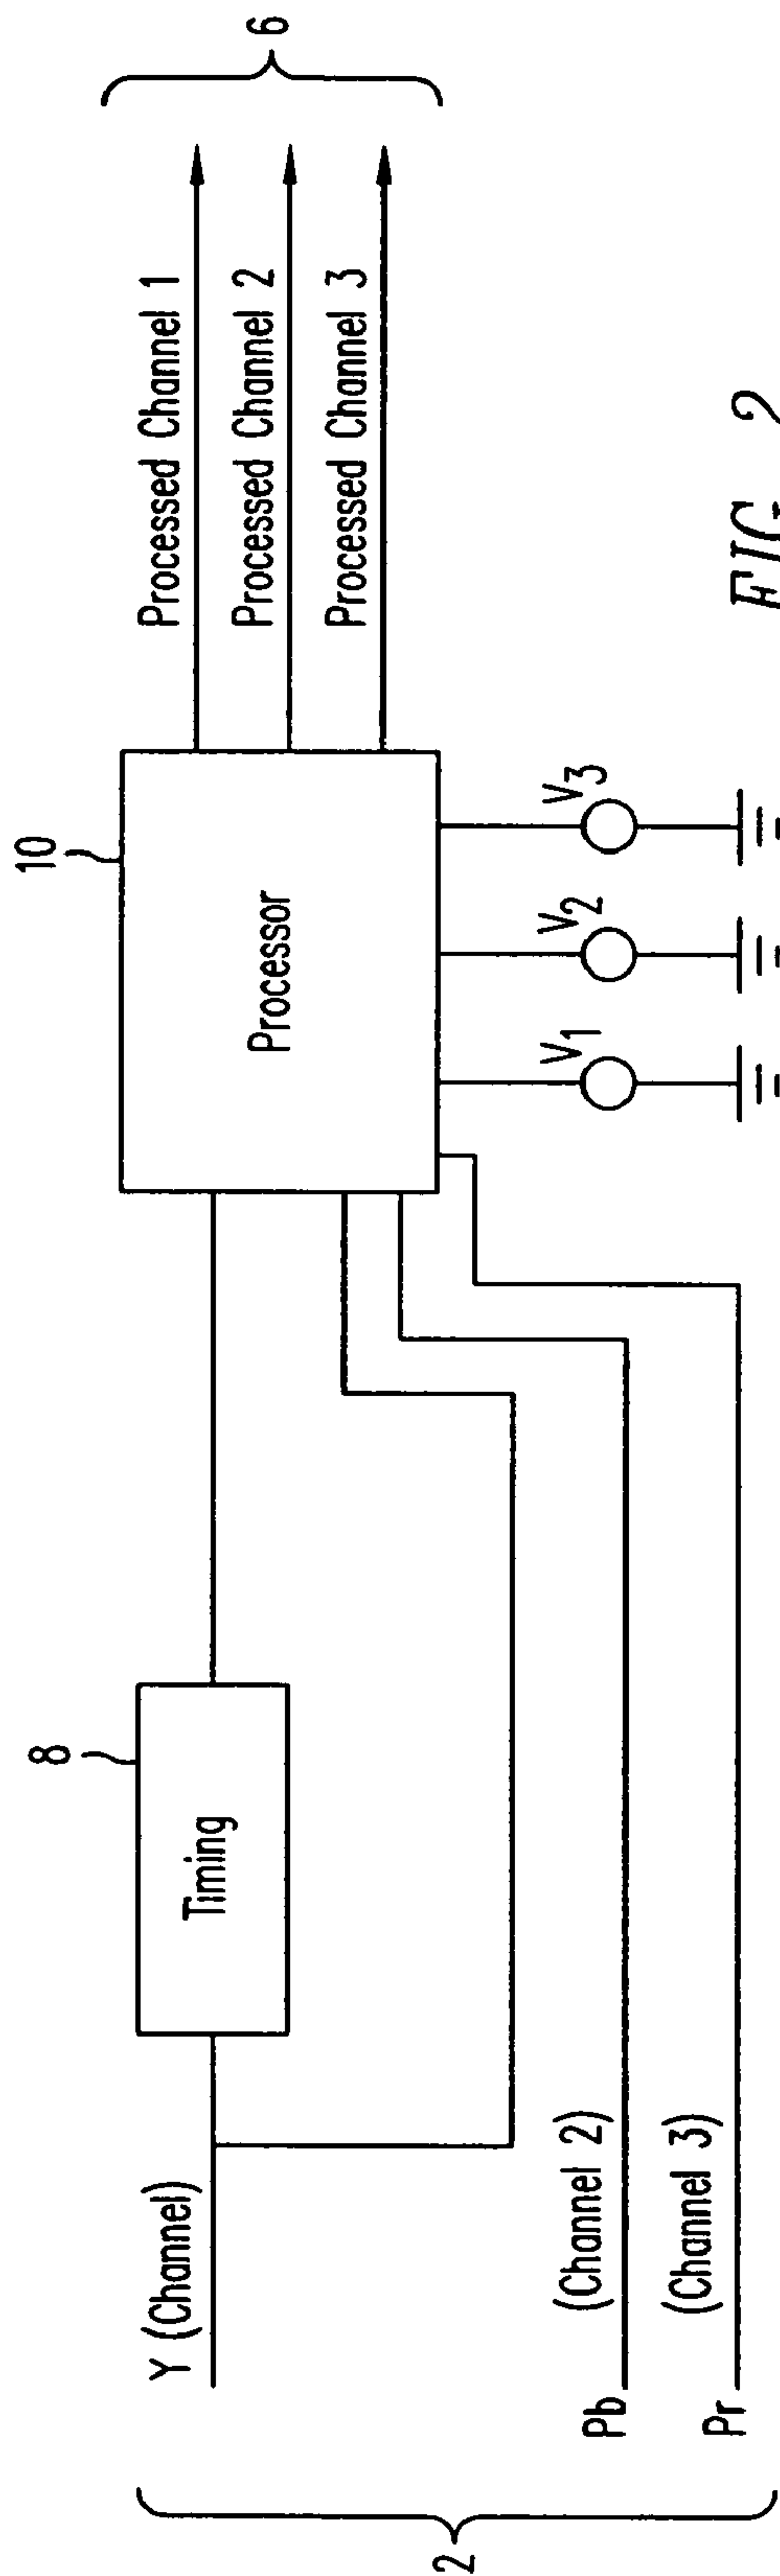 10
8
6
Y (Channel)
Timing
Processor
Processed Channel 1
Processed Channel 2
Processed Channel 3
2
Pb
(Channel 2)
Pr
(Channel 3)
V1
V2
V3
FIG. 2